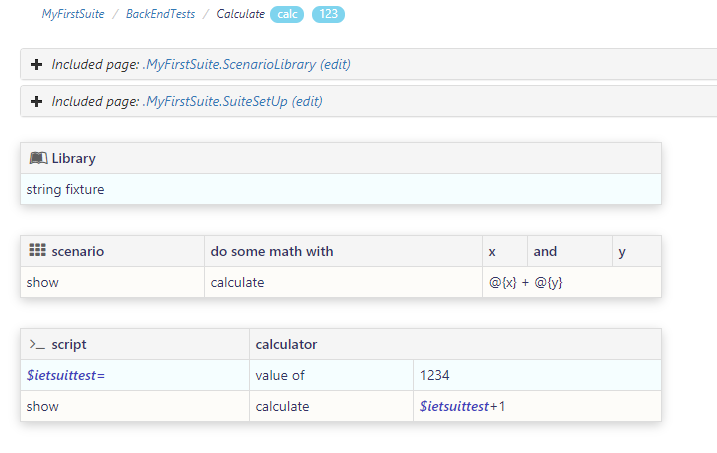 MyFirstSuite / BackEndTests / Calculate calc 123
Included page: .MyFirstSuite.ScenarioLibrary (edit)
Included page: .MyFirstSuite.SuiteSetUp (edit)
Library
string fixture
scenario do some math with x and y
show calculate @{x} + @{y}
script calculator
$ietsuittest= value of 1234
show calculate $ietsuittest+1